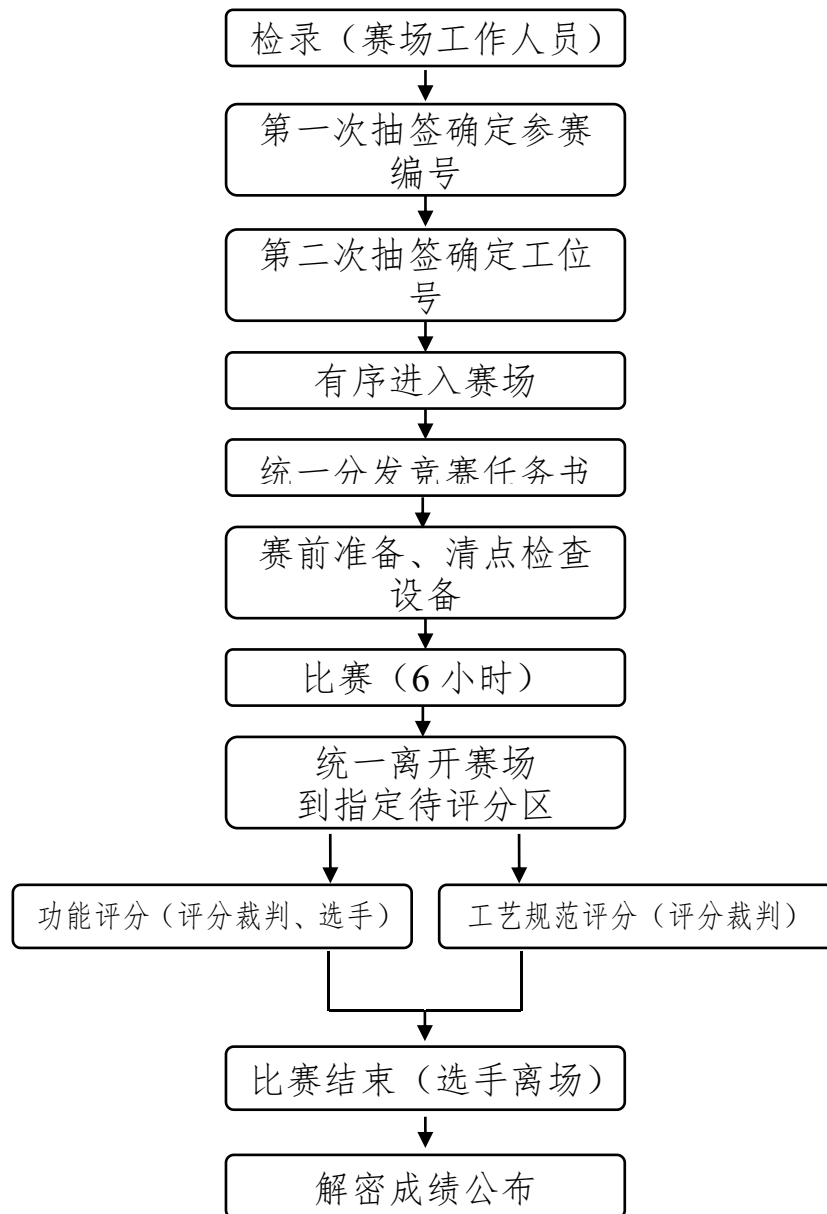 检录（赛场工作人员）
第一次抽签确定参赛
编号
第二次抽签确定工位
号
有序进入赛场
统一分发竞赛任务书
赛前准备、清点检查
设备
比赛（6 小时）
统一离开赛场
到指定待评分区
功能评分（评分裁判、选手）
工艺规范评分（评分裁判）
比赛结束（选手离场）
解密成绩公布